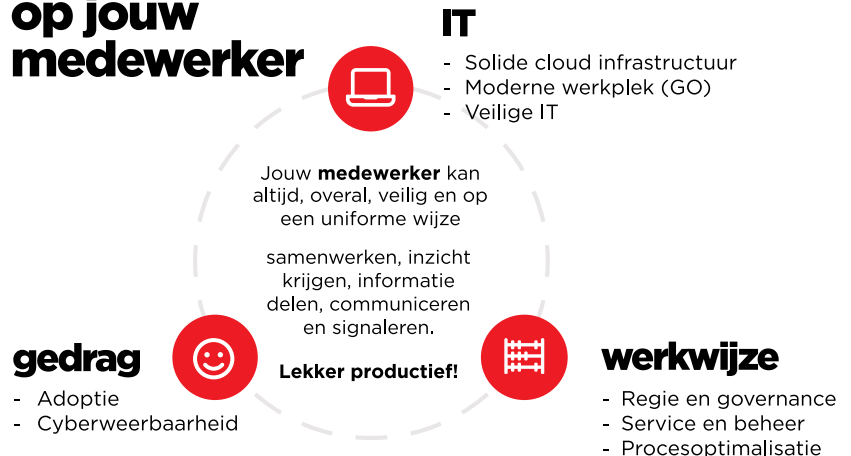 op jouw
medewerker
IT
- Solide cloud infrastructuur
- Moderne werkplek (GO)
- Veilige IT
Jouw medewerker kan
altijd, overal, veilig en op
een uniforme wijze
samenwerken, inzicht
krijgen, informatie
delen, communiceren
en signaleren.
Lekker productief!
gedrag
- Adoptie
- Cyberweerbaarheid
werkwijze
- Regie en governance
- Service en beheer
- Procesoptimalisatie